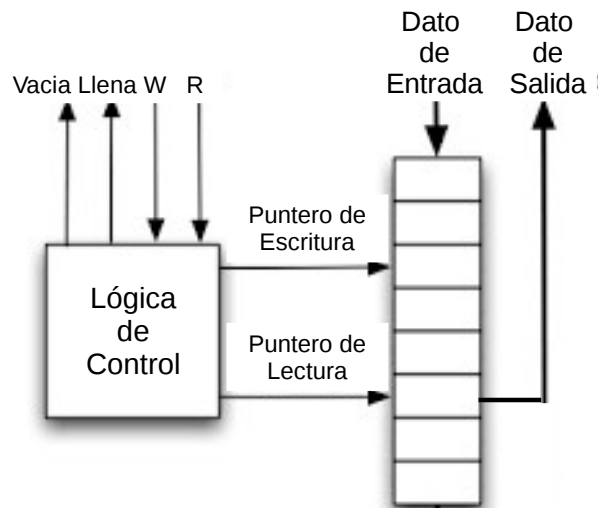 Dato
de
Entrada
Dato
de
Salida
Vacia Llena W R
Puntero de
Escritura
Lógica
de
Control
Puntero de
Lectura